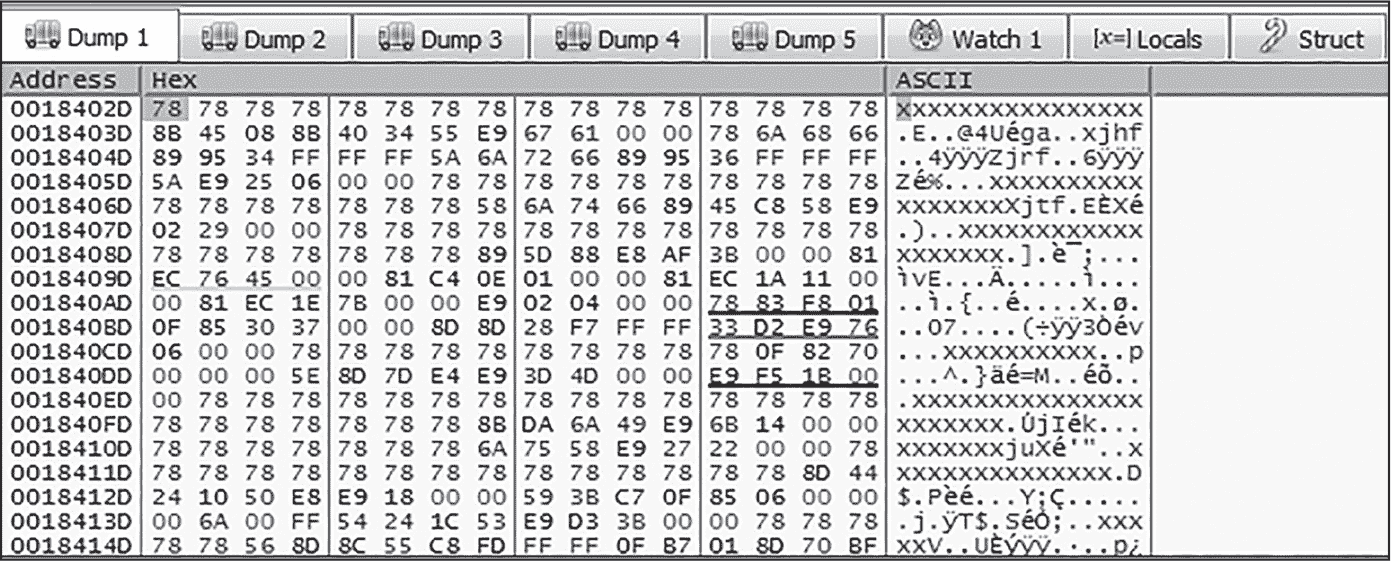 Dump 1 Dump 2 Dump 3 Dump 4 Dump 5 Watch 1 [x=] Locals Struct
Address Hex ASCII
0018402D 78 78 78 78 78 78 78 78 78 78 78 78 78 78 78 78 xxxxxxxxxxxxxxxx
0018403D 8B 45 08 8B 40 34 55 E9 67 61 00 00 78 6A 68 66 .E..@4Uéga..xjhf
0018404D 89 95 34 FF FF FF 5A 6A 72 66 89 95 36 FF FF FF ..4ÿÿÿZjrf..6ÿÿÿ
0018405D 5A E9 25 06 00 00 78 78 78 78 78 78 78 78 78 78 Zé%...xxxxxxxxxx
0018406D 78 78 78 78 78 78 78 58 6A 74 66 89 45 C8 58 E9 xxxxxxxXjtf.EÈXé
0018407D 02 29 00 00 78 78 78 78 78 78 78 78 78 78 78 78 .)..xxxxxxxxxxxx
0018408D 78 78 78 78 78 78 78 89 5D 88 E8 AF 3B 00 00 81 xxxxxxx.].è¯;...
0018409D EC 76 45 00 00 81 C4 0E 01 00 00 81 EC 1A 11 00 ìvE...Ä.....ì...
001840AD 00 81 EC 1E 7B 00 00 E9 02 04 00 00 78 83 F8 01 ..ì.{..é....x.ø.
001840BD 0F 85 30 37 00 00 8D 8D 28 F7 FF FF 33 D2 E9 76 ..07....(÷ÿÿ3Òév
001840CD 06 00 00 78 78 78 78 78 78 78 78 78 78 0F 82 70 ...xxxxxxxxxx..p
001840DD 00 00 00 5E 8D 7D E4 E9 3D 4D 00 00 E9 F5 1B 00 ...^.}äé=M..éõ..
001840ED 00 78 78 78 78 78 78 78 78 78 78 78 78 78 78 78 .xxxxxxxxxxxxxxx
001840FD 78 78 78 78 78 78 78 8B DA 6A 49 E9 6B 14 00 00 xxxxxxx.ÚjIék...
0018410D 78 78 78 78 78 78 78 6A 75 58 E9 27 22 00 00 78 xxxxxxxjuXé'"..x
0018411D 78 78 78 78 78 78 78 78 78 78 78 78 78 78 8D 44 xxxxxxxxxxxxxx.D
0018412D 24 10 50 E8 E9 18 00 00 59 3B C7 0F 85 06 00 00 $.Pèé...Y;Ç.....
0018413D 00 6A 00 FF 54 24 1C 53 E9 D3 3B 00 00 78 78 78 .j.ÿT$.SéÓ;..xxx
0018414D 78 78 56 8D 8C 55 C8 FD FF FF 0F B7 01 8D 70 BF xxV..UÈýÿÿ.·..p¿